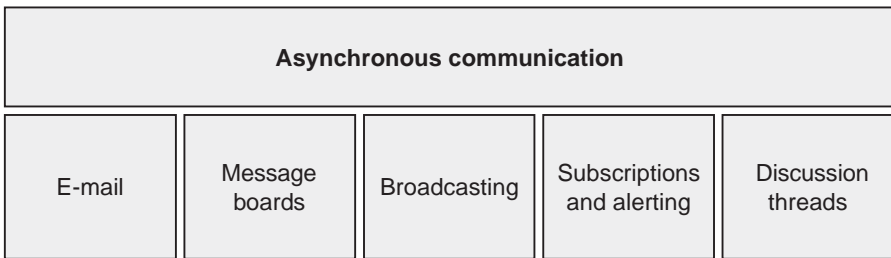 Asynchronous communication
E-mail
Message
boards
Broadcasting
Subscriptions
and alerting
Discussion
threads